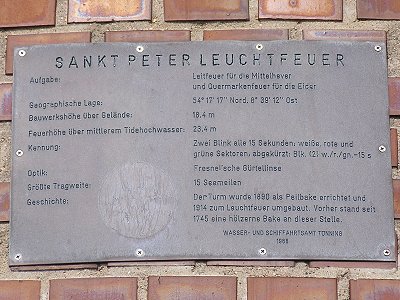 SANKT PETER LEUCHTFEUER
Aufgabe: Leitfeuer für die Mittelhever
und Quermarkenfeuer für die Eider
Geographische Lage: 54° 17' 17'' Nord, 8° 39' 12'' Ost
Bauwerkshöhe über Gelände: 18,4 m
Feuerhöhe über mittlerem Tidehochwasser: 23,4 m
Kennung: Zwei Blink alle 15 Sekunden, weiße, rote und
grüne Sektoren, abgekürzt: Blk. (2) w./r./gn.-15 s
Optik: Fresnel'sche Gürtellinse
Größte Tragweite: 15 Seemeilen
Geschichte: Der Turm wurde 1890 als Peilbake errichtet und
1914 zum Leuchtfeuer umgebaut. Vorher stand seit
1745 eine hölzerne Bake an dieser Stelle.
WASSER- UND SCHIFFAHRTSAMT TÖNNING